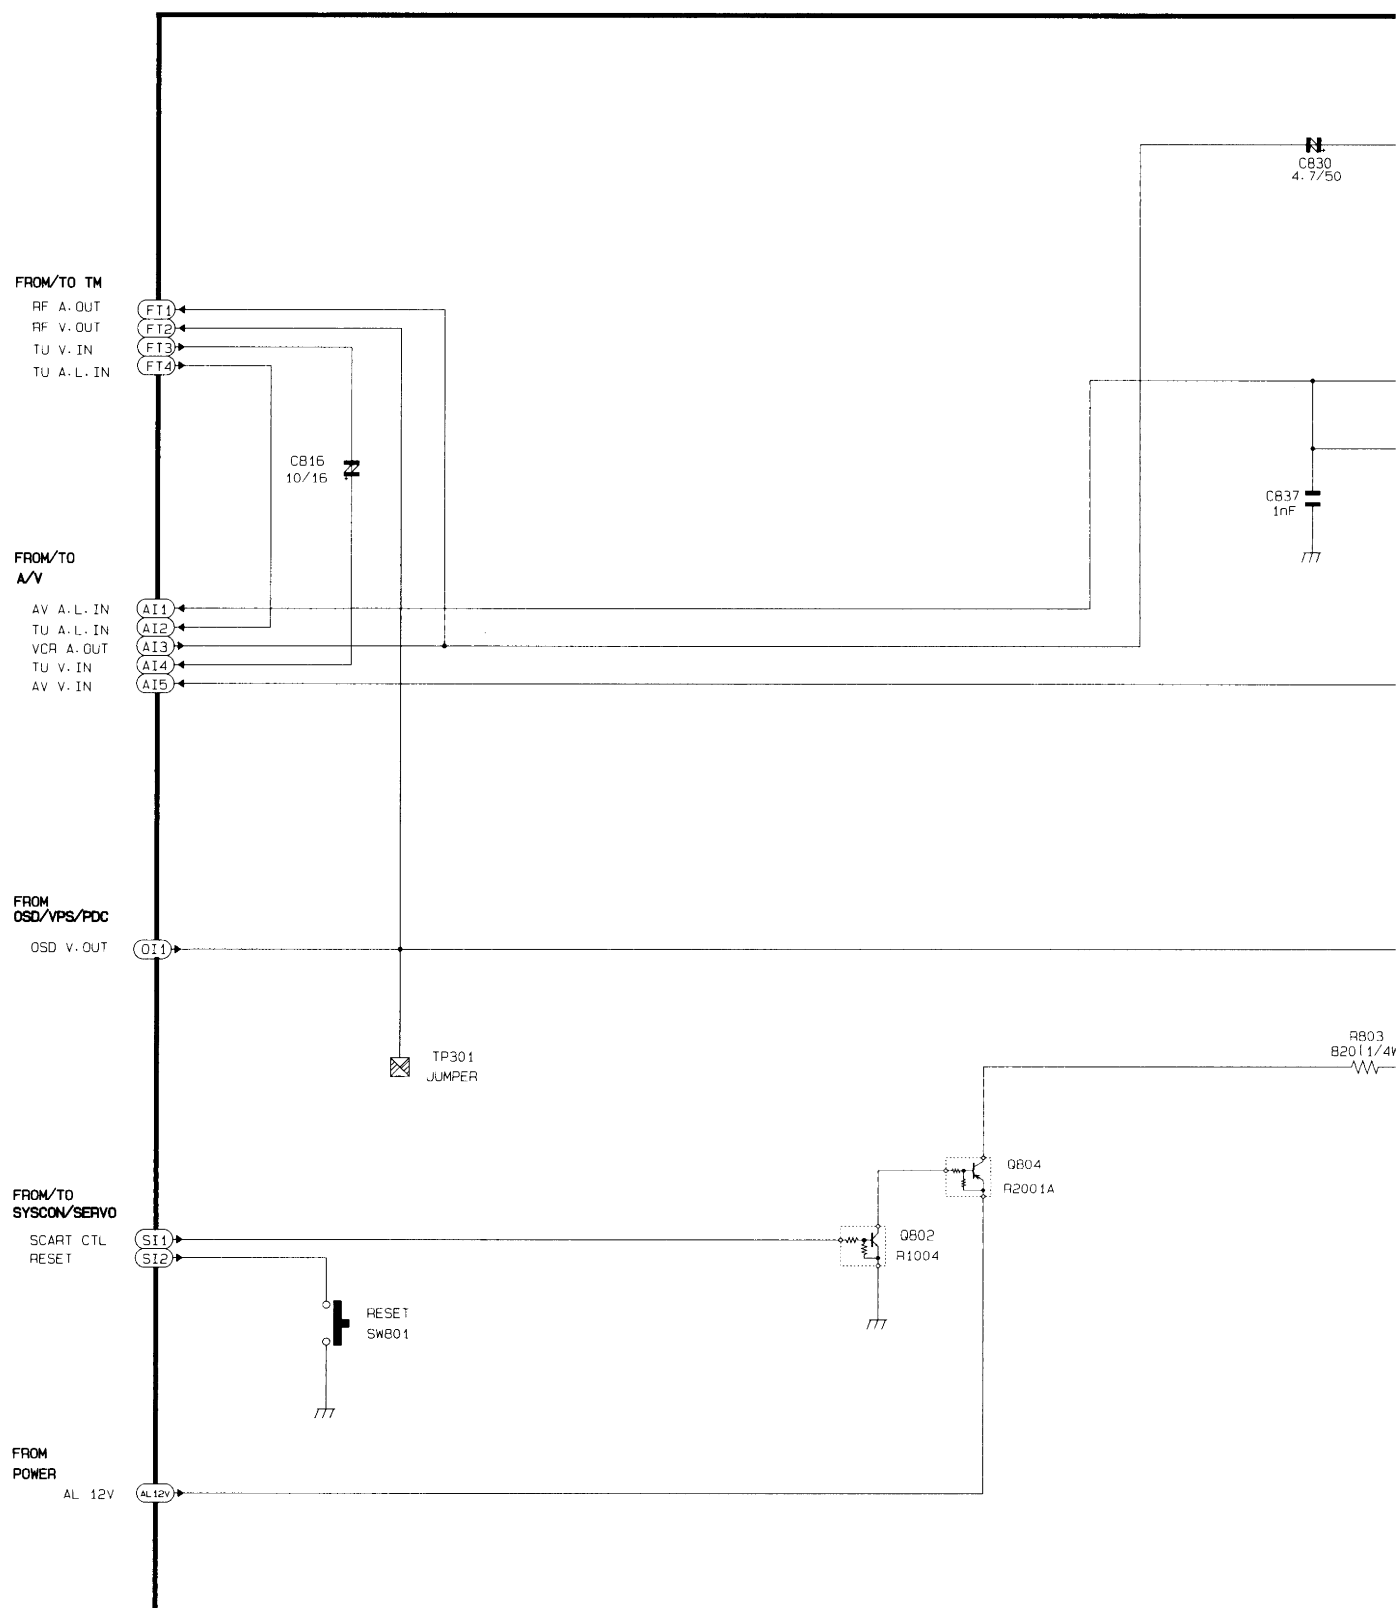 C830
4.7/50
FROM/TO TM
RF A.OUT FT1
RF V.OUT FT2
TU V.IN FT3
TU A.L.IN FT4
C816
10/16
C837
1nF
FROM/TO
A/V
AV A.L.IN AI1
TU A.L.IN AI2
VCR A.OUT AI3
TU V.IN AI4
AV V.IN AI5
FROM
OSD/VPS/PDC
OSD V.OUT OI1
R803
820(1/4W
TP301
JUMPER
Q804
R2001A
FROM/TO
SYSCON/SERVO
SCART CTL SI1
RESET SI2
Q802
R1004
RESET
SW801
FROM
POWER
AL 12V AL12V